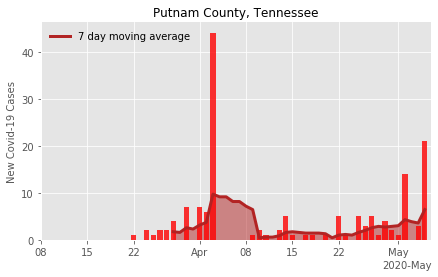 Putnam County, Tennessee
7 day moving average
New Covid-19 Cases
40
30
20
10
0
08
15
22
Apr
08
15
22
May
2020-May